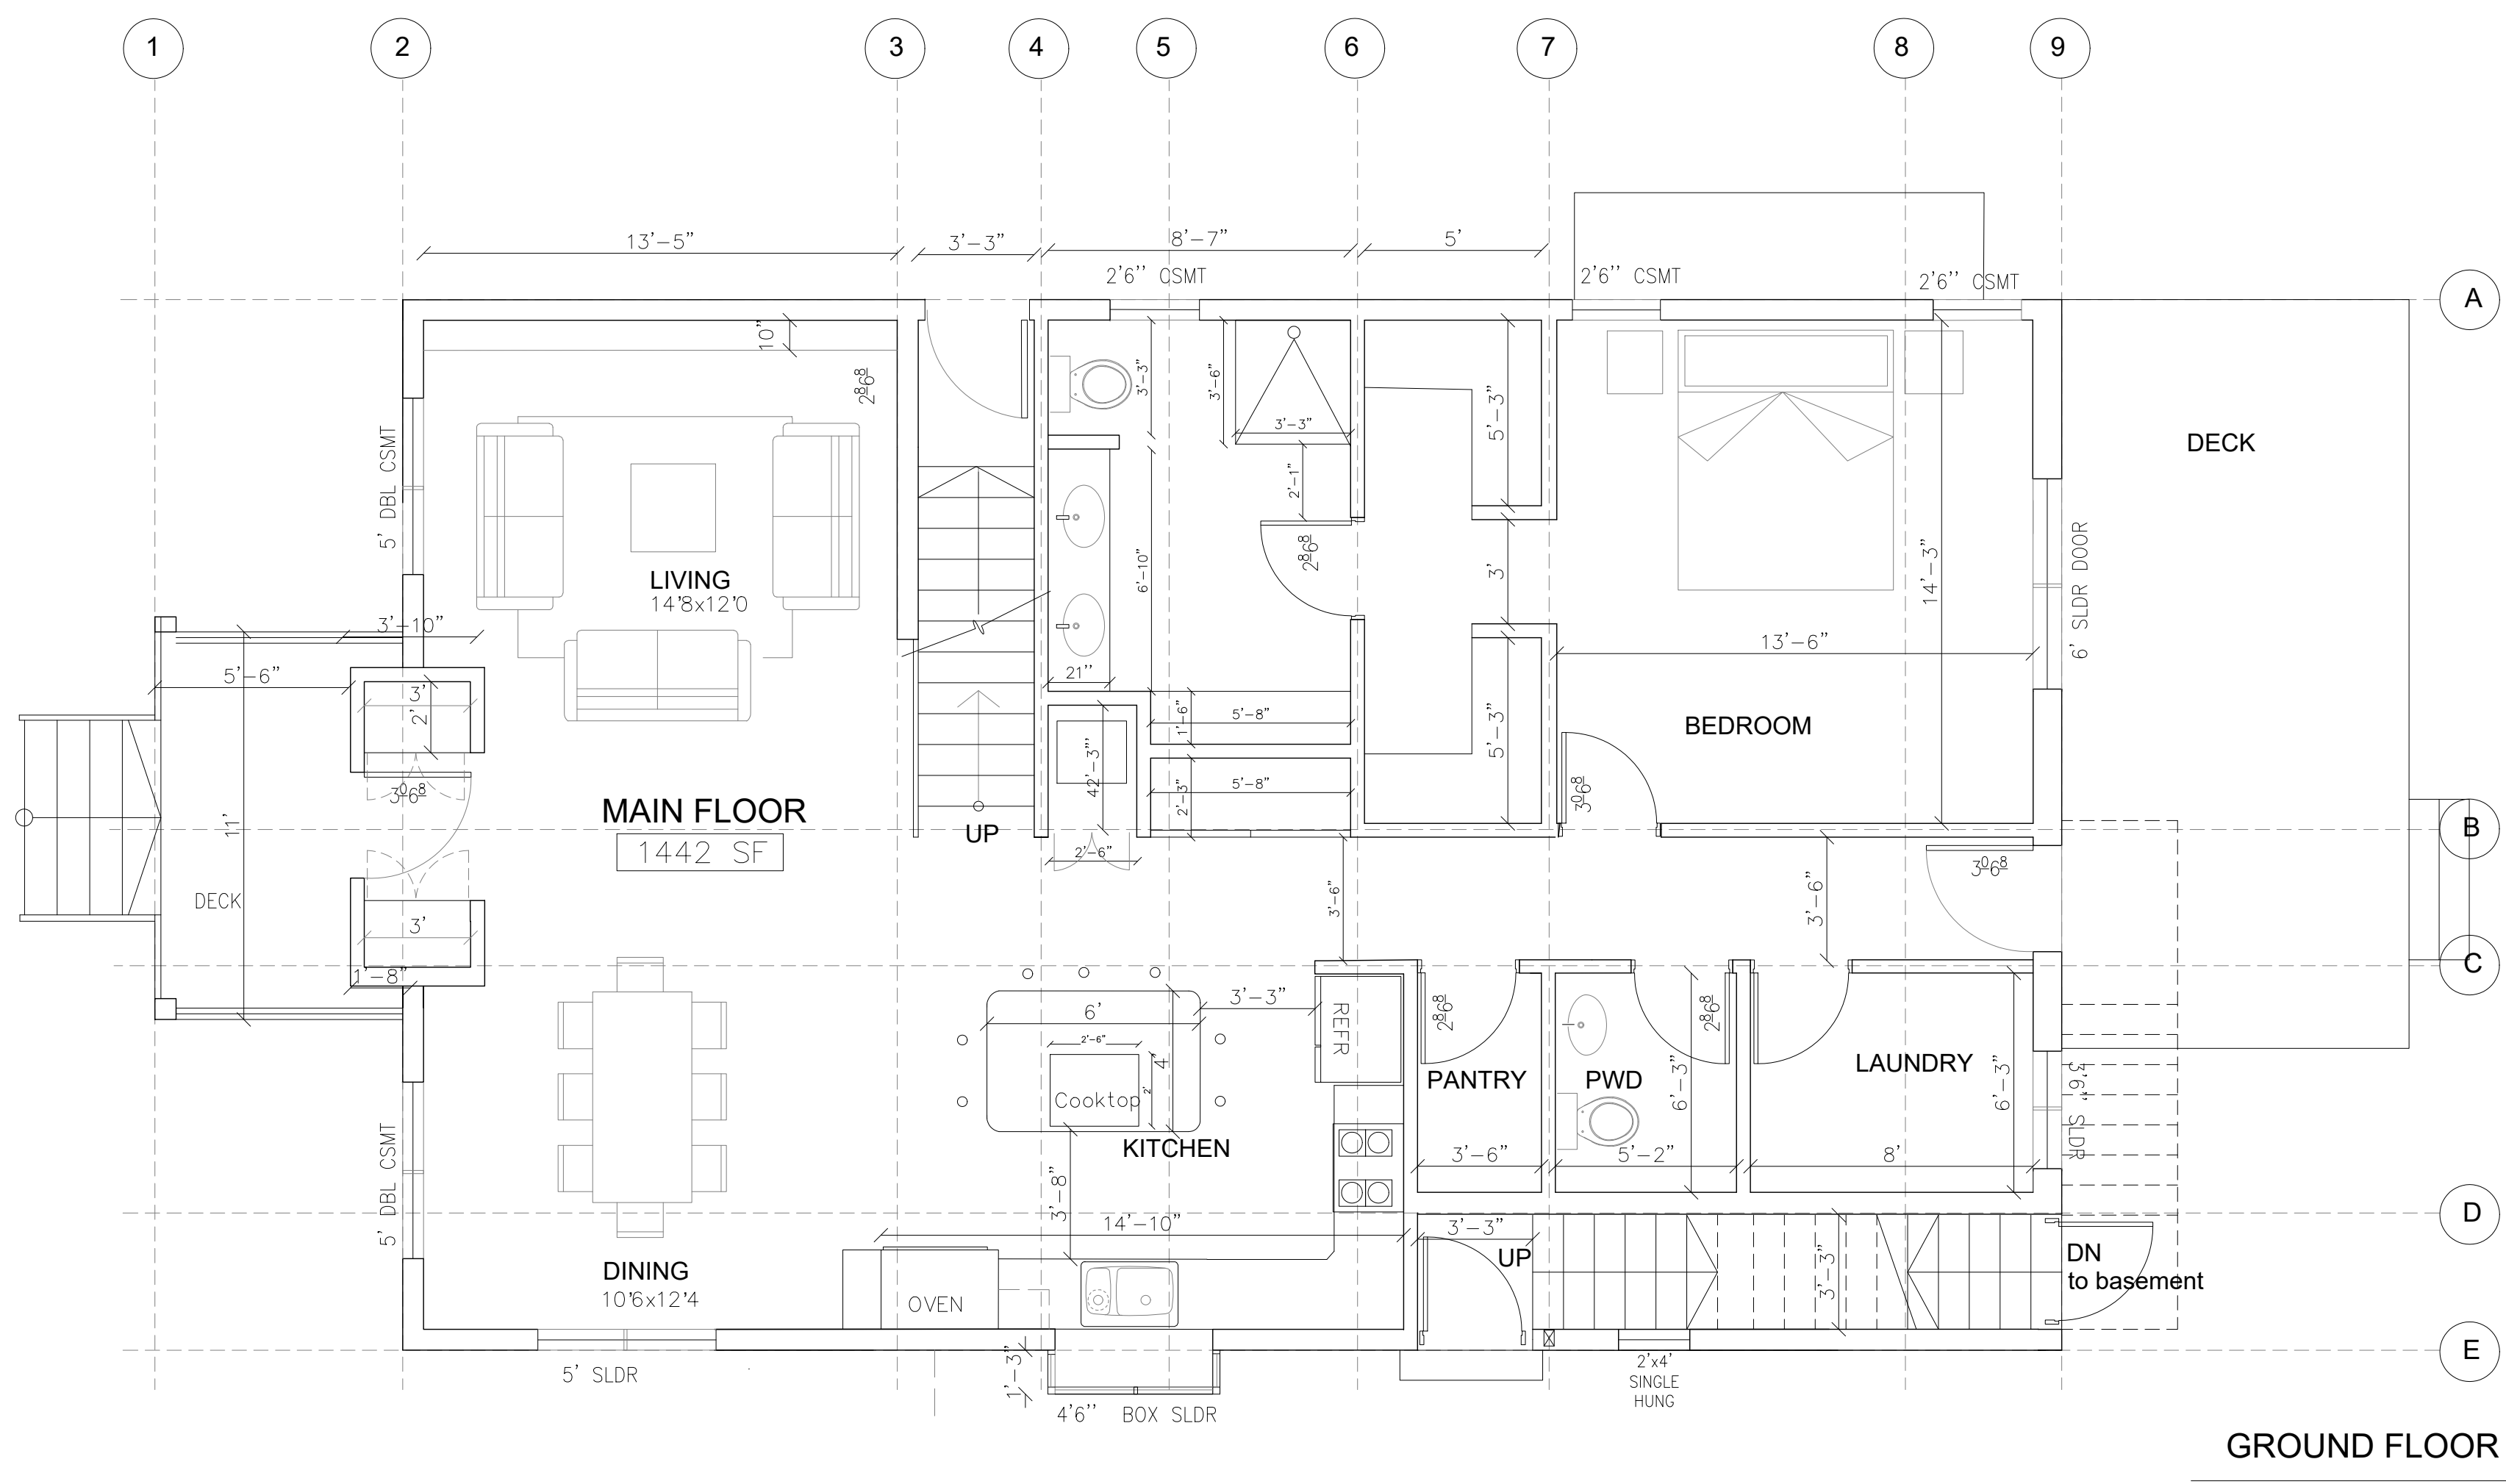 1 2 3 4 5 6 7 8 9
13'-5" 3'-3" 8'-7" 5'
2'6'' CSMT 2'6'' CSMT 2'6'' CSMT
A
10"
2868
3'-3"
3'-6"
3'-3"
5'-3"
DECK
5' DBL CSMT
2'-1"
2868
6'-10"
3'
14'-3"
6' SLDR DOOR
LIVING
14'8x12'0
3'-10"
13'-6"
5'-6"
3'
2'
21''
1'-6"
5'-8"
5'-3"
BEDROOM
42'-3""
2'-3"
5'-8"
3068
3068
MAIN FLOOR
1442 SF
11'
UP
B
2'-6"
3068
DECK
3'
3'-6"
3'-6"
1'-8"
C
6'
3'-3"
REFR
2868
2868
2'-6"
4'
2'
Cooktop
PANTRY
PWD
LAUNDRY
6'-3"
6'-3"
3'6'' SLDR
KITCHEN
3'-6"
5'-2"
8'
5' DBL CSMT
3'-8"
14'-10"
3'-3"
D
UP
3'-3"
DN
to basement
DINING
10'6x12'4
OVEN
E
1'-3"
5' SLDR
4'6'' BOX SLDR
2'x4'
SINGLE
HUNG
GROUND FLOOR